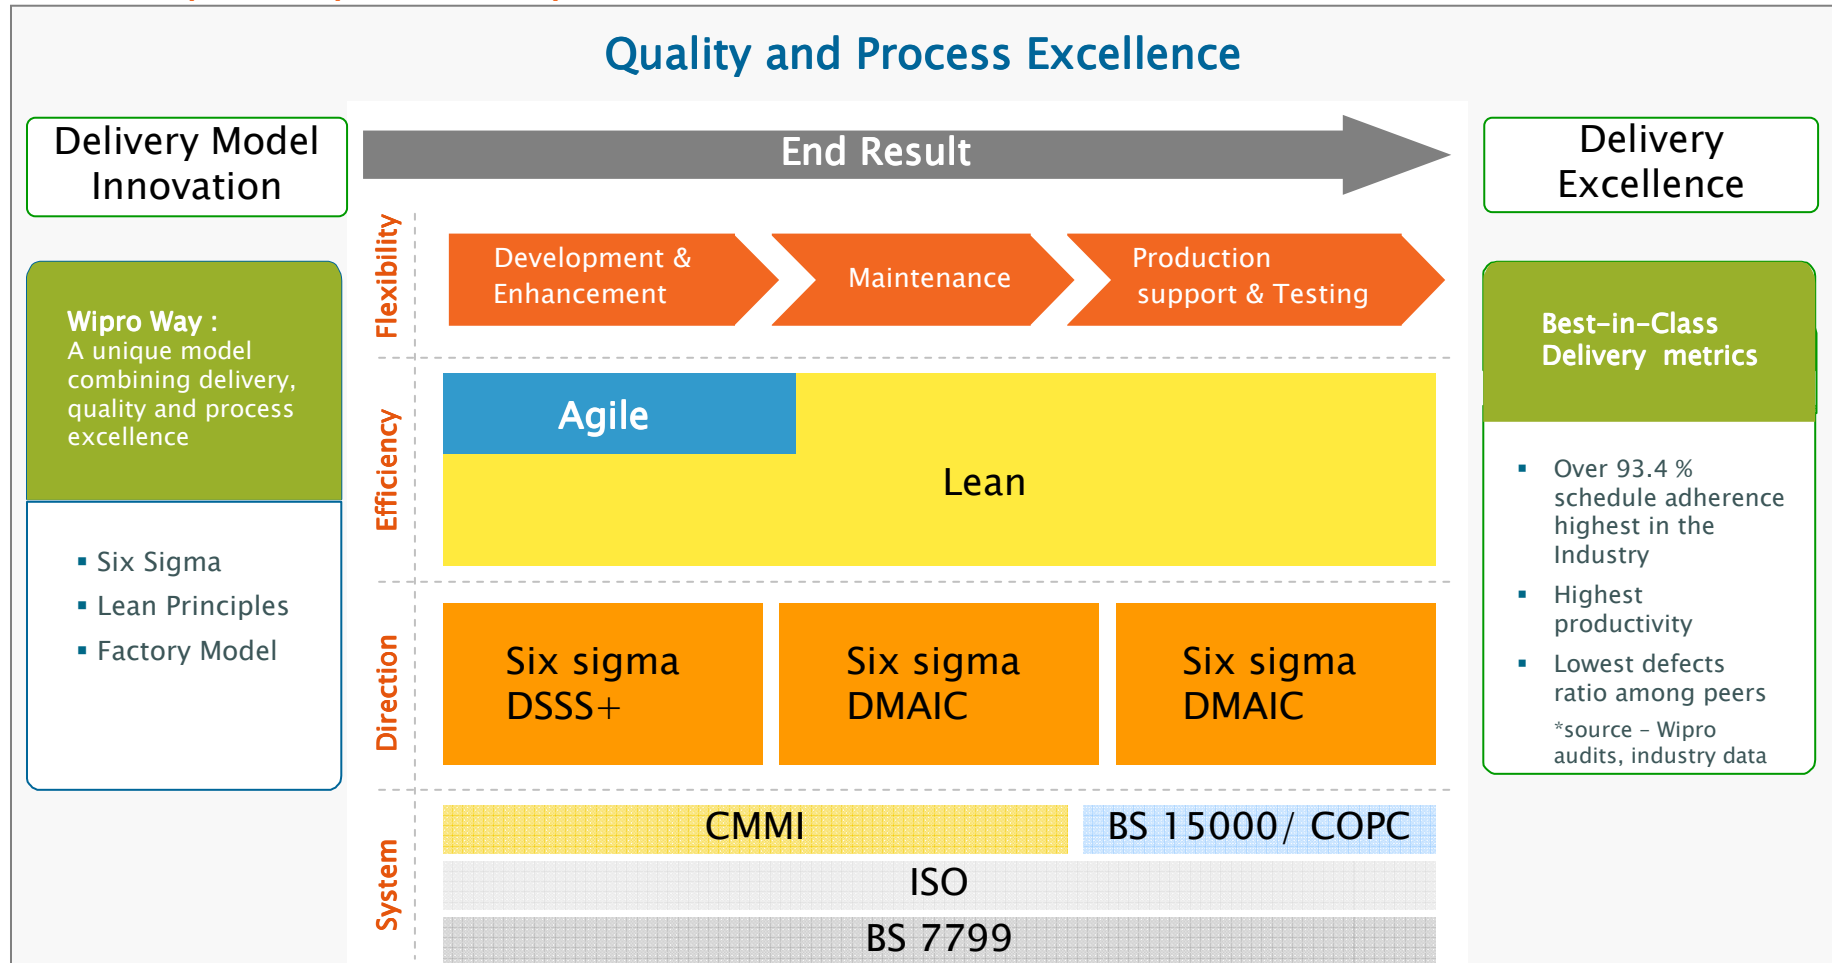 Quality and Process Excellence
Delivery Model
Innovation
End Result
Delivery
Excellence
Wipro Way :
A unique model
combining delivery,
quality and process
excellence
▪ Six Sigma
▪ Lean Principles
▪ Factory Model
Flexibility
Development &
Enhancement
Maintenance
Production
support & Testing
Efficiency
Agile
Lean
Direction
Six sigma
DSSS+
Six sigma
DMAIC
Six sigma
DMAIC
System
CMMI
BS 15000/ COPC
ISO
BS 7799
Best-in-Class
Delivery metrics
▪ Over 93.4 %
schedule adherence
highest in the
Industry
▪ Highest
productivity
▪ Lowest defects
ratio among peers
*source – Wipro
audits, industry data